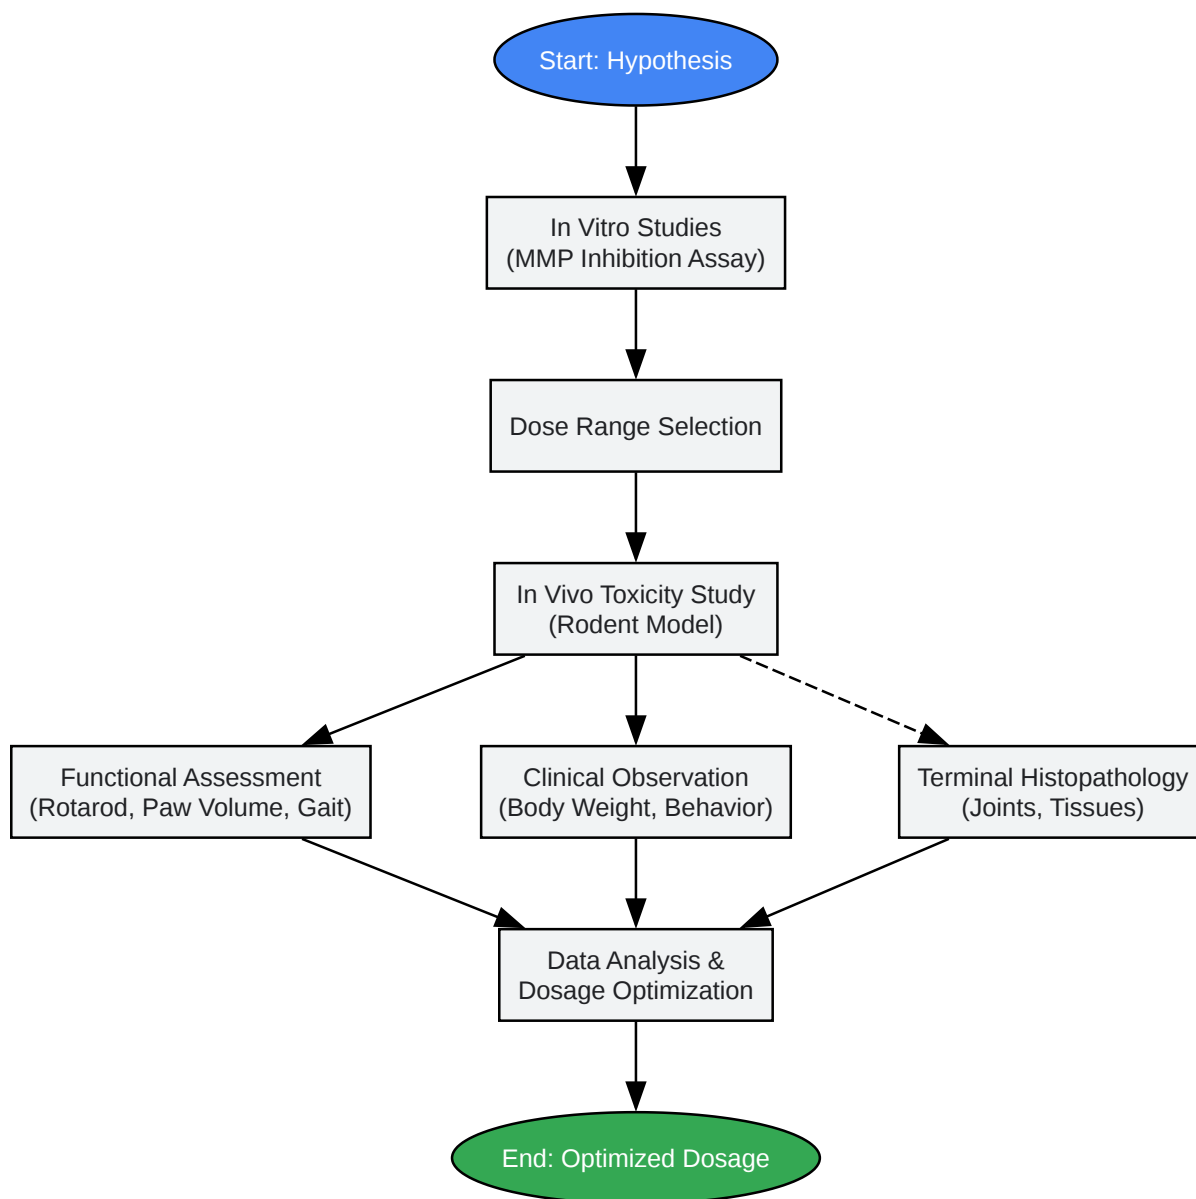 Start: Hypothesis
In Vitro Studies
(MMP Inhibition Assay)
Dose Range Selection
In Vivo Toxicity Study
(Rodent Model)
Functional Assessment
(Rotarod, Paw Volume, Gait)
Clinical Observation
(Body Weight, Behavior)
Terminal Histopathology
(Joints, Tissues)
Data Analysis &
Dosage Optimization
End: Optimized Dosage